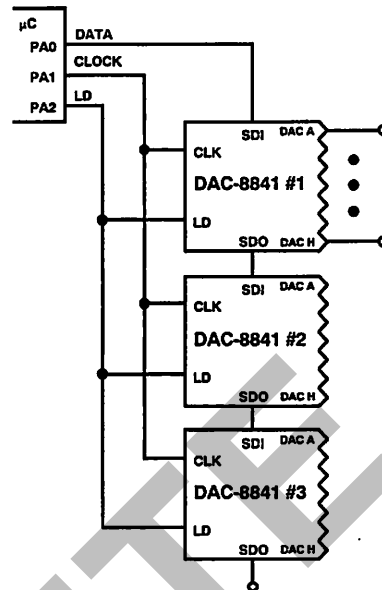 µC
PA0
DATA
PA1
CLOCK
PA2
LD
SDI
DAC A
CLK
DAC-8841 #1
LD
SDO
DAC H
SDI
DAC A
CLK
DAC-8841 #2
LD
SDO
DAC H
SDI
DAC A
CLK
DAC-8841 #3
LD
SDO
DAC H
TE